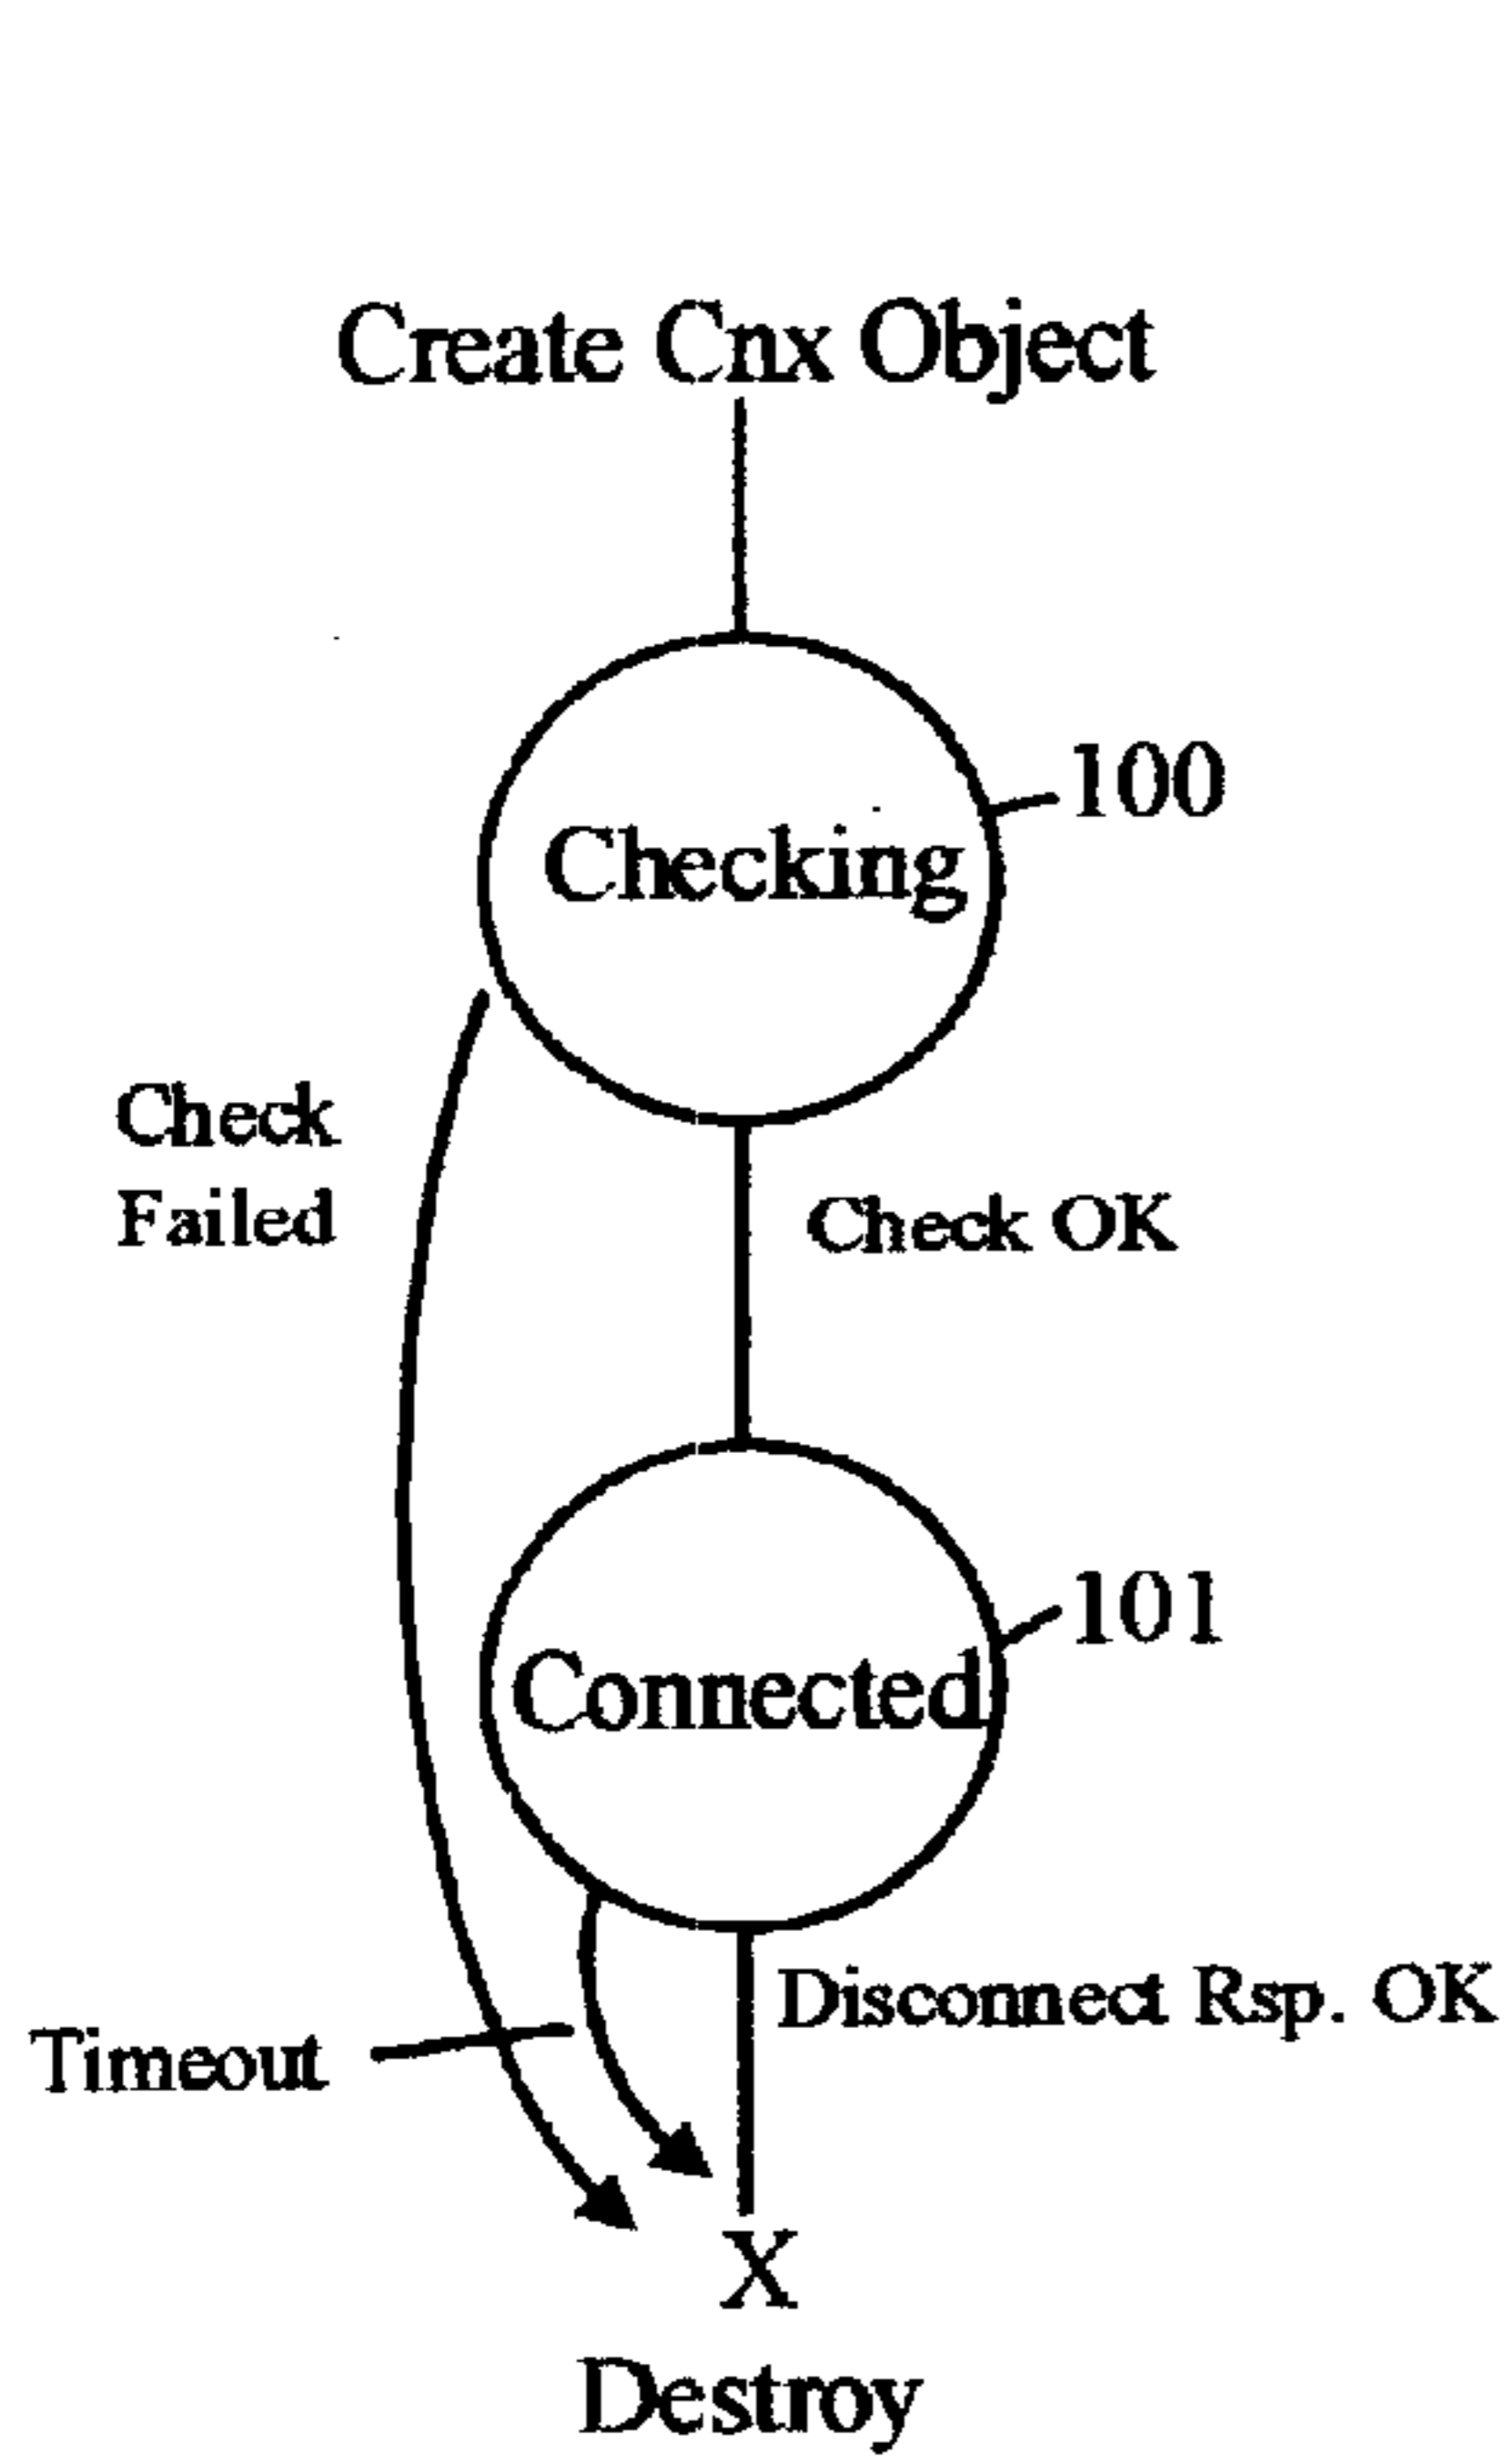 Create Cnx Object
100
Checking
Check
Failed
Check OK
101
Connected
Disconnect Rsp. OK
Timeout
X
Destroy